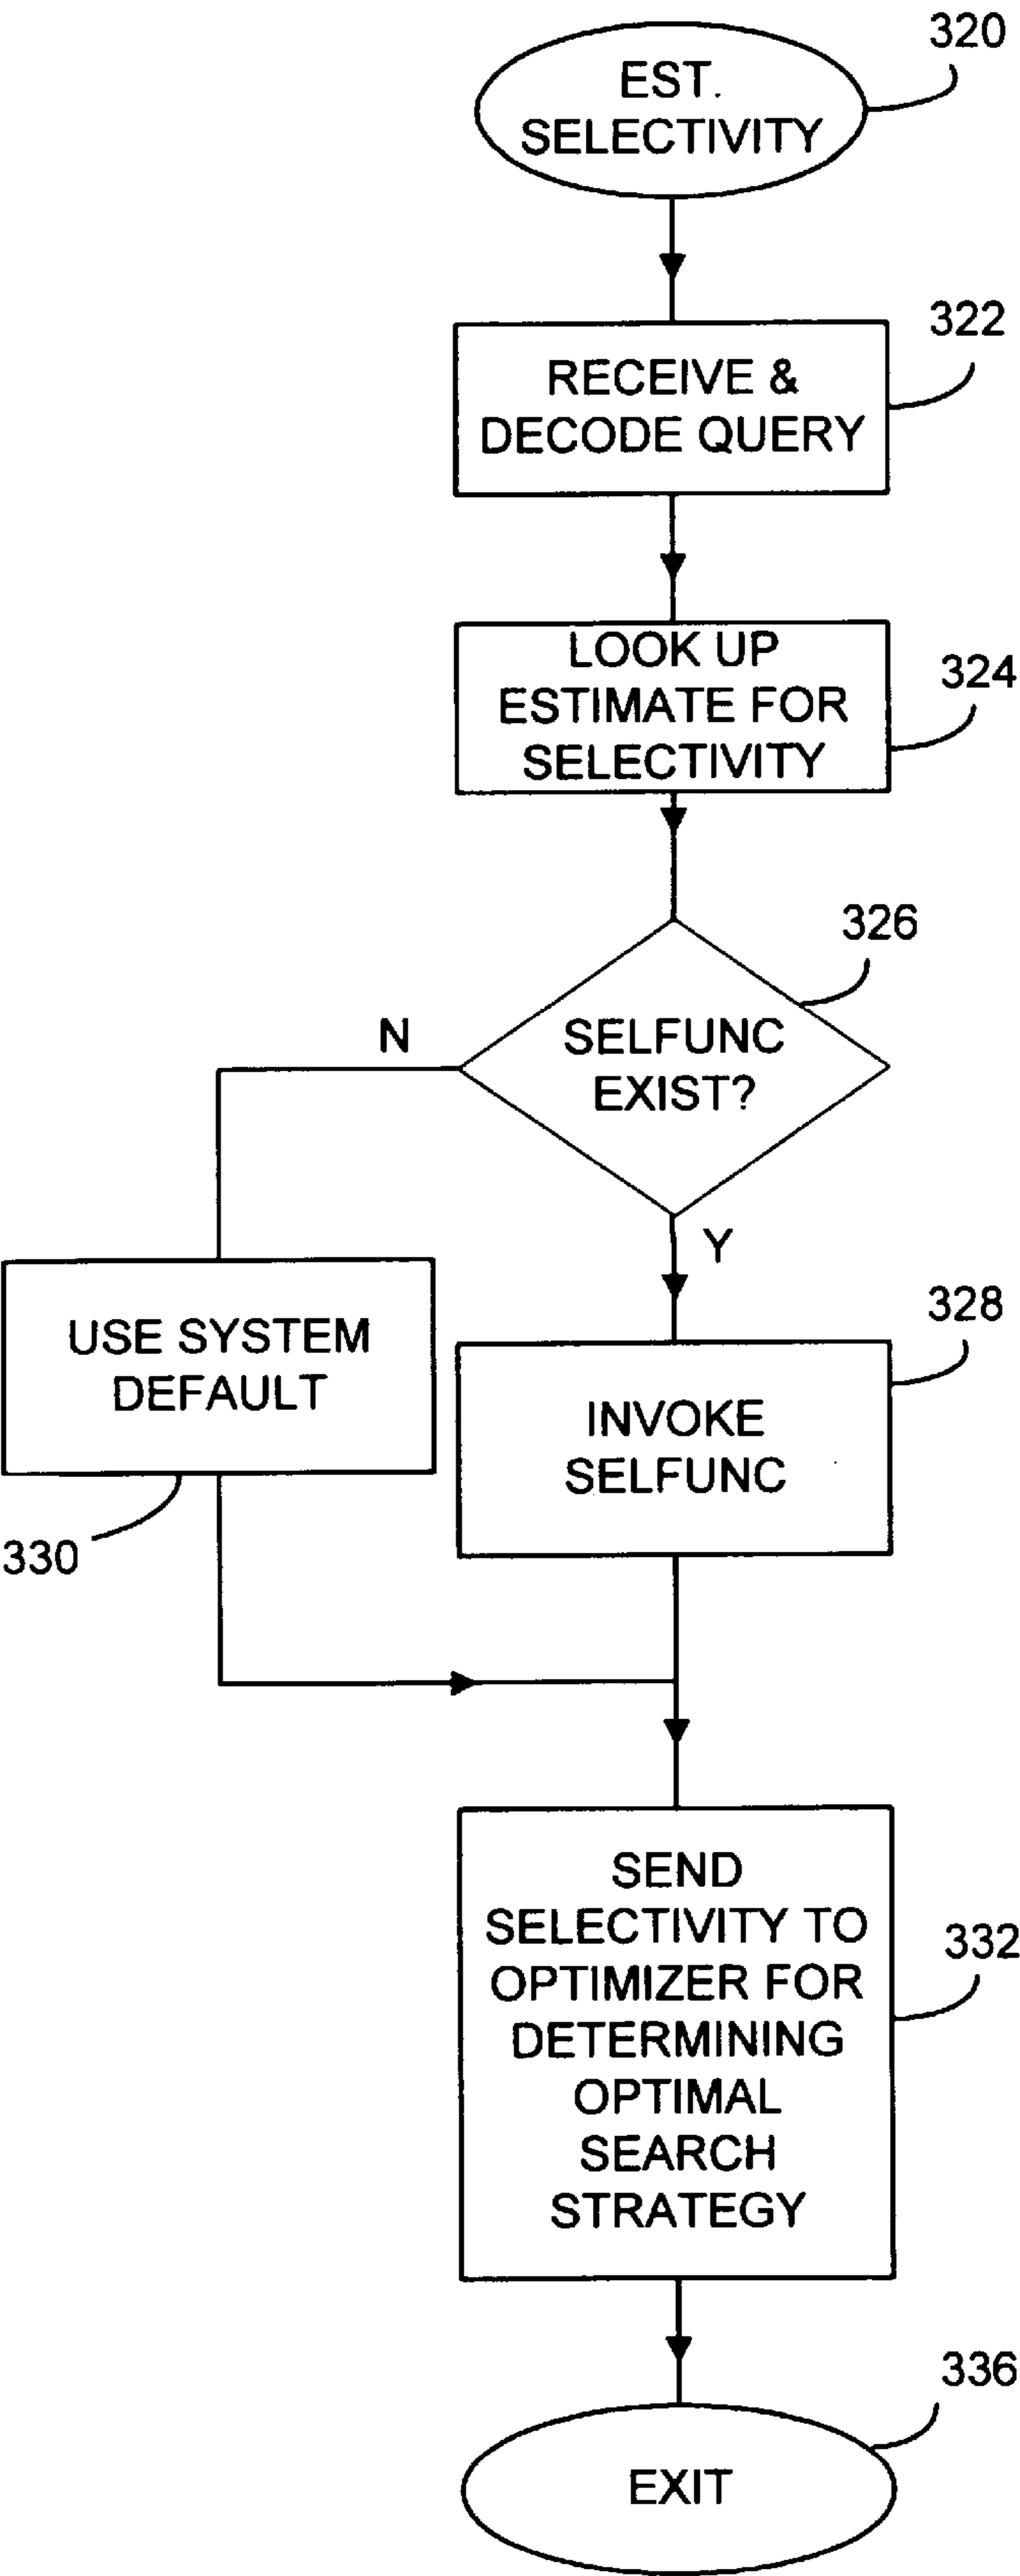 320
EST.
SELECTIVITY
322
RECEIVE &
DECODE QUERY
324
LOOK UP
ESTIMATE FOR
SELECTIVITY
326
SELFUNC
EXIST?
N
Y
USE SYSTEM
DEFAULT
330
328
INVOKE
SELFUNC
332
SEND
SELECTIVITY TO
OPTIMIZER FOR
DETERMINING
OPTIMAL
SEARCH
STRATEGY
336
EXIT